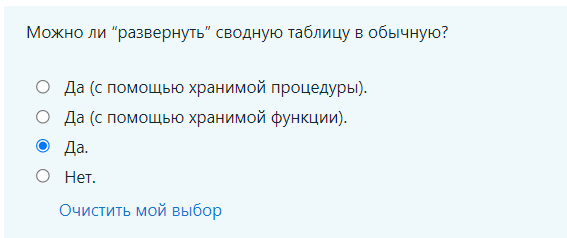 Можно ли “развернуть” сводную таблицу в обычную?
Да (с помощью хранимой процедуры).
Да (с помощью хранимой функции).
Да.
Нет.
Очистить мой выбор